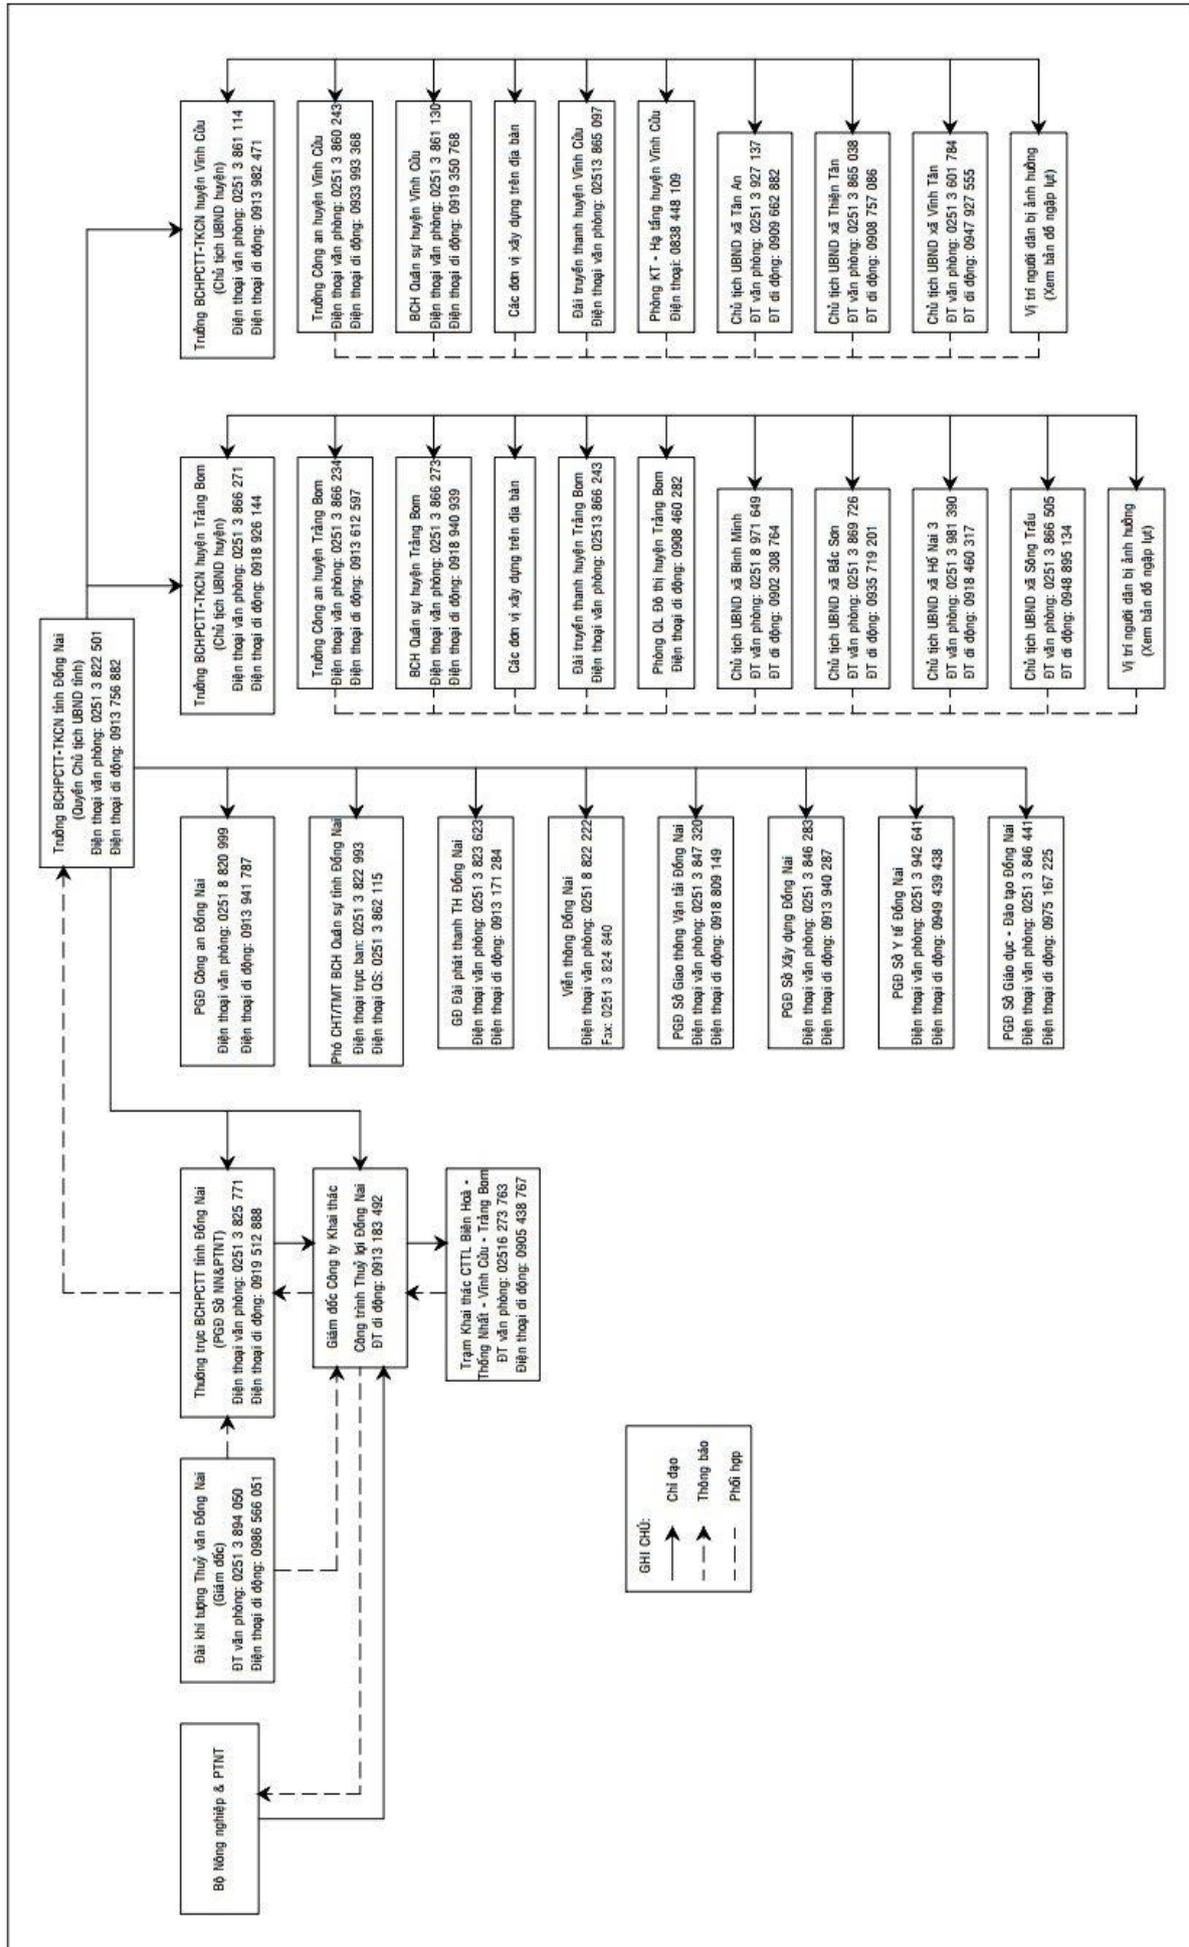 Trưởng BCHPCTT-TKCN tỉnh Đồng Nai
(Quyền Chủ tịch UBND tỉnh)
Điện thoại văn phòng: 0251 3 822 501
Điện thoại di động: 0913 756 882
Bộ Nông nghiệp & PTNT
Đài khí tượng Thuỷ văn Đồng Nai
(Giám đốc)
ĐT văn phòng: 0251 3 894 050
Điện thoại di động: 0986 566 051
Thường trực BCHPCTT tỉnh Đồng Nai
(PGĐ Sở NN&PTNT)
Điện thoại văn phòng: 0251 3 825 771
Điện thoại di động: 0919 512 888
Giám đốc Công ty Khai thác
Công trình Thuỷ lợi Đồng Nai
ĐT di động: 0913 183 492
Trạm Khai thác CTTL Biên Hoà -
Thống Nhất - Vĩnh Cửu - Trảng Bom
ĐT văn phòng: 02516 273 763
Điện thoại di động: 0905 438 767
PGĐ Công an Đồng Nai
Điện thoại văn phòng: 0251 8 820 999
Điện thoại di động: 0913 941 787
Phó CHT/TMT BCH Quân sự tỉnh Đồng Nai
Điện thoại trực ban: 0251 3 822 993
Điện thoại QS: 0251 3 862 115
GĐ Đài phát thanh TH Đồng Nai
Điện thoại văn phòng: 0251 3 823 623
Điện thoại di động: 0913 171 284
Viễn thông Đồng Nai
Điện thoại văn phòng: 0251 8 822 222
Fax: 0251 3 824 840
PGĐ Sở Giao thông Vận tải Đồng Nai
Điện thoại văn phòng: 0251 3 847 320
Điện thoại di động: 0918 809 149
PGĐ Sở Xây dựng Đồng Nai
Điện thoại văn phòng: 0251 3 846 283
Điện thoại di động: 0913 940 287
PGĐ Sở Y tế Đồng Nai
Điện thoại văn phòng: 0251 3 942 641
Điện thoại di động: 0949 439 438
PGĐ Sở Giáo dục - Đào tạo Đồng Nai
Điện thoại văn phòng: 0251 3 846 441
Điện thoại di động: 0975 167 225
Trưởng BCHPCTT-TKCN huyện Trảng Bom
(Chủ tịch UBND huyện)
Điện thoại văn phòng: 0251 3 866 271
Điện thoại di động: 0918 926 144
Trưởng Công an huyện Trảng Bom
Điện thoại văn phòng: 0251 3 866 234
Điện thoại di động: 0913 612 597
BCH Quân sự huyện Trảng Bom
Điện thoại văn phòng: 0251 3 866 273
Điện thoại di động: 0918 940 939
Các đơn vị xây dựng trên địa bàn
Đài truyền thanh huyện Trảng Bom
Điện thoại văn phòng: 02513 866 243
Phòng QL Đô thị huyện Trảng Bom
Điện thoại di động: 0908 460 282
Chủ tịch UBND xã Bình Minh
ĐT văn phòng: 0251 8 971 649
ĐT di động: 0902 308 764
Chủ tịch UBND xã Bắc Sơn
ĐT văn phòng: 0251 3 869 726
ĐT di động: 0935 719 201
Chủ tịch UBND xã Hố Nai 3
ĐT văn phòng: 0251 3 981 390
ĐT di động: 0918 460 317
Chủ tịch UBND xã Sông Trầu
ĐT văn phòng: 0251 3 866 505
ĐT di động: 0948 895 134
Vị trí người dân bị ảnh hưởng
(Xem bản đồ ngập lụt)
Trưởng BCHPCTT-TKCN huyện Vĩnh Cửu
(Chủ tịch UBND huyện)
Điện thoại văn phòng: 0251 3 861 114
Điện thoại di động: 0913 982 471
Trưởng Công an huyện Vĩnh Cửu
Điện thoại văn phòng: 0251 3 860 243
Điện thoại di động: 0933 993 368
BCH Quân sự huyện Vĩnh Cửu
Điện thoại văn phòng: 0251 3 861 130
Điện thoại di động: 0919 350 768
Các đơn vị xây dựng trên địa bàn
Đài truyền thanh huyện Vĩnh Cửu
Điện thoại văn phòng: 02513 865 097
Phòng KT - Hạ tầng huyện Vĩnh Cửu
Điện thoại: 0838 448 109
Chủ tịch UBND xã Tân An
ĐT văn phòng: 0251 3 927 137
ĐT di động: 0909 662 882
Chủ tịch UBND xã Thiện Tân
ĐT văn phòng: 0251 3 865 038
ĐT di động: 0908 757 086
Chủ tịch UBND xã Vĩnh Tân
ĐT văn phòng: 0251 3 601 784
ĐT di động: 0947 927 555
Vị trí người dân bị ảnh hưởng
(Xem bản đồ ngập lụt)
GHI CHÚ:
Chỉ đạo
Thông báo
Phối hợp